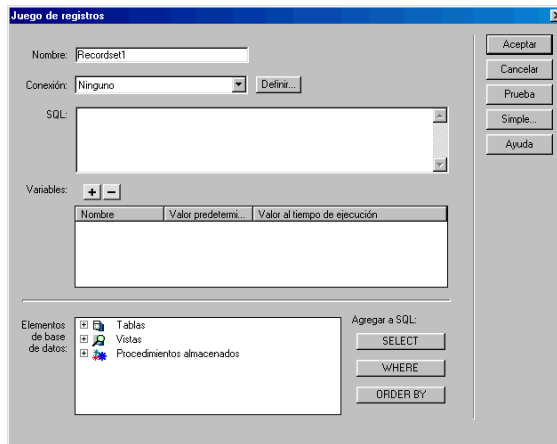 Juego de registros
Nombre: Recordset1
Conexión: Ninguno Definir...
SQL:
Variables: + −
Nombre Valor predetermi... Valor al tiempo de ejecución
Elementos de base de datos:
Tablas
Vistas
Procedimientos almacenados
Agregar a SQL:
SELECT
WHERE
ORDER BY
Aceptar
Cancelar
Prueba
Simple...
Ayuda